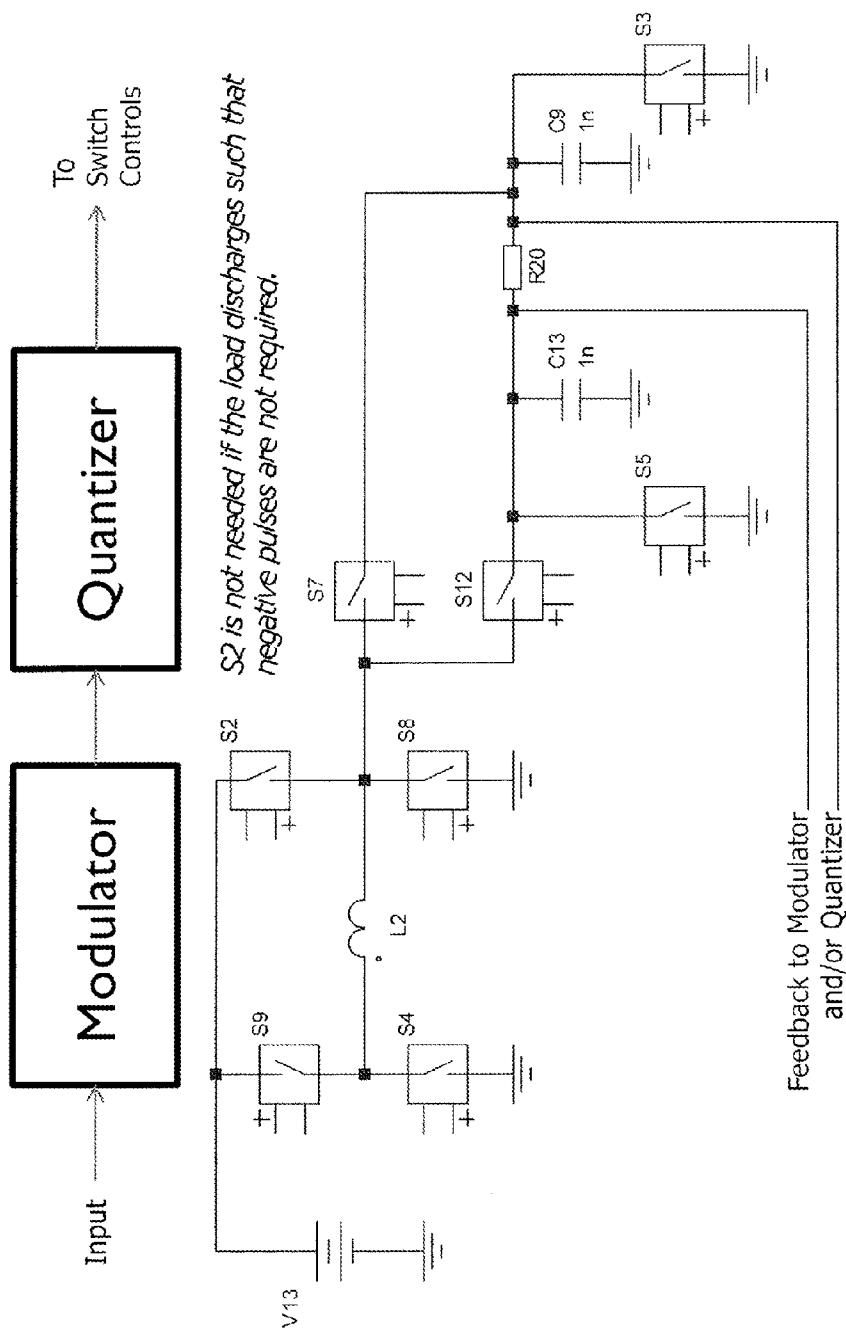 Input
Modulator
Quantizer
To
Switch
Controls
S2 is not needed if the load discharges such that
negative pulses are not required.
V13
S9
S4
L2
S2
S8
S7
S12
S5
C13
1n
R20
C9
1n
S3
+
+
+
+
+
+
+
+
Feedback to Modulator
and/or Quantizer